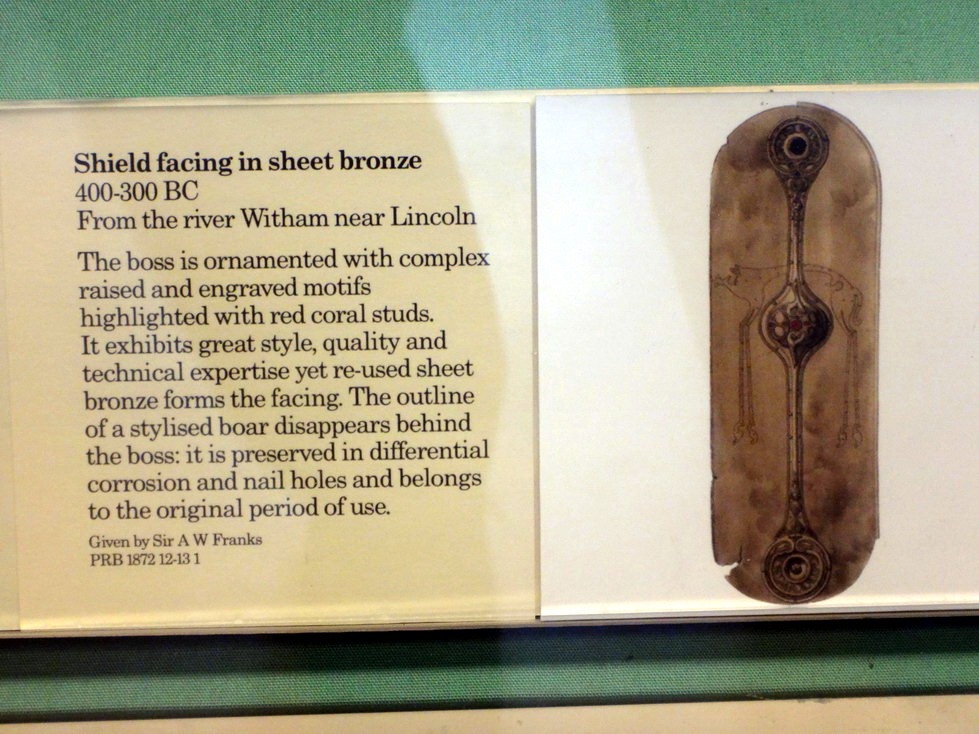 Shield facing in sheet bronze
400-300 BC
From the river Witham near Lincoln
The boss is ornamented with complex
raised and engraved motifs
highlighted with red coral studs.
It exhibits great style, quality and
technical expertise yet re-used sheet
bronze forms the facing. The outline
of a stylised boar disappears behind
the boss: it is preserved in differential
corrosion and nail holes and belongs
to the original period of use.
Given by Sir A W Franks
PRB 1872 12-13 1